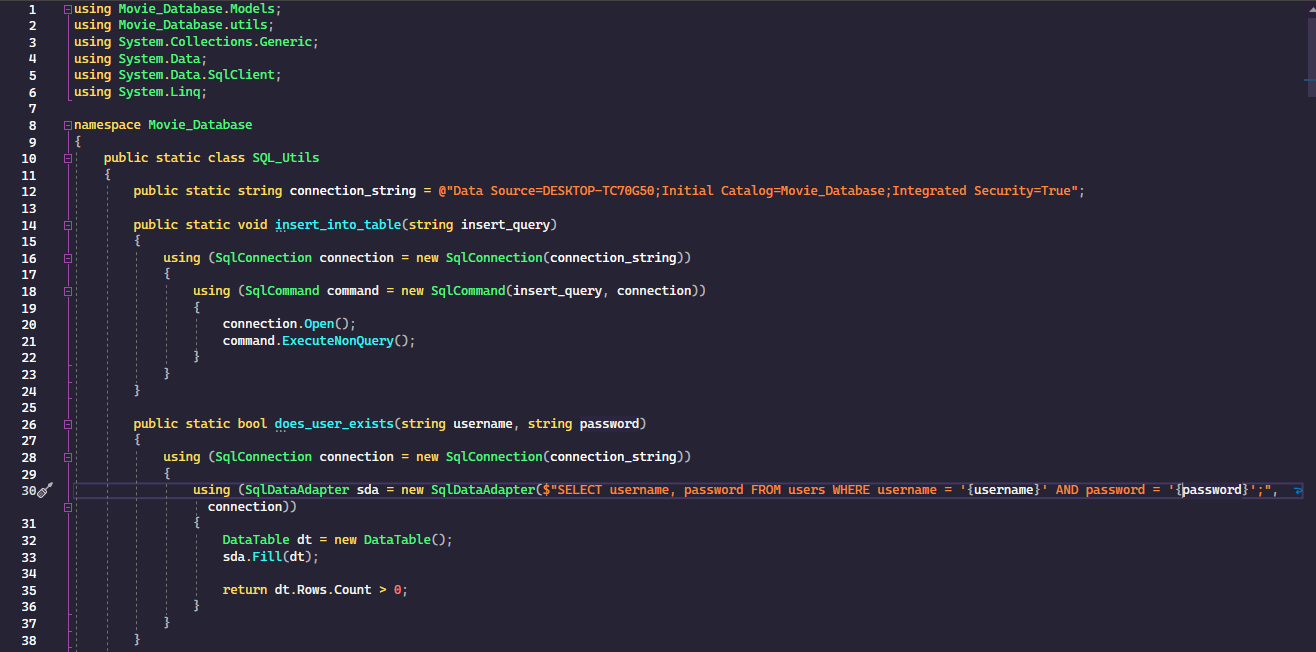 1 using Movie_Database.Models;
2 using Movie_Database.utils;
3 using System.Collections.Generic;
4 using System.Data;
5 using System.Data.SqlClient;
6 using System.Linq;
7
8 namespace Movie_Database
9 {
10 public static class SQL_Utils
11 {
12 public static string connection_string = @"Data Source=DESKTOP-TC70G50;Initial Catalog=Movie_Database;Integrated Security=True";
13
14 public static void insert_into_table(string insert_query)
15 {
16 using (SqlConnection connection = new SqlConnection(connection_string))
17 {
18 using (SqlCommand command = new SqlCommand(insert_query, connection))
19 {
20 connection.Open();
21 command.ExecuteNonQuery();
22 }
23 }
24 }
25
26 public static bool does_user_exists(string username, string password)
27 {
28 using (SqlConnection connection = new SqlConnection(connection_string))
29 {
30 using (SqlDataAdapter sda = new SqlDataAdapter($"SELECT username, password FROM users WHERE username = '{username}' AND password = '{password}';",
connection))
31 {
32 DataTable dt = new DataTable();
33 sda.Fill(dt);
34
35 return dt.Rows.Count > 0;
36 }
37 }
38 }